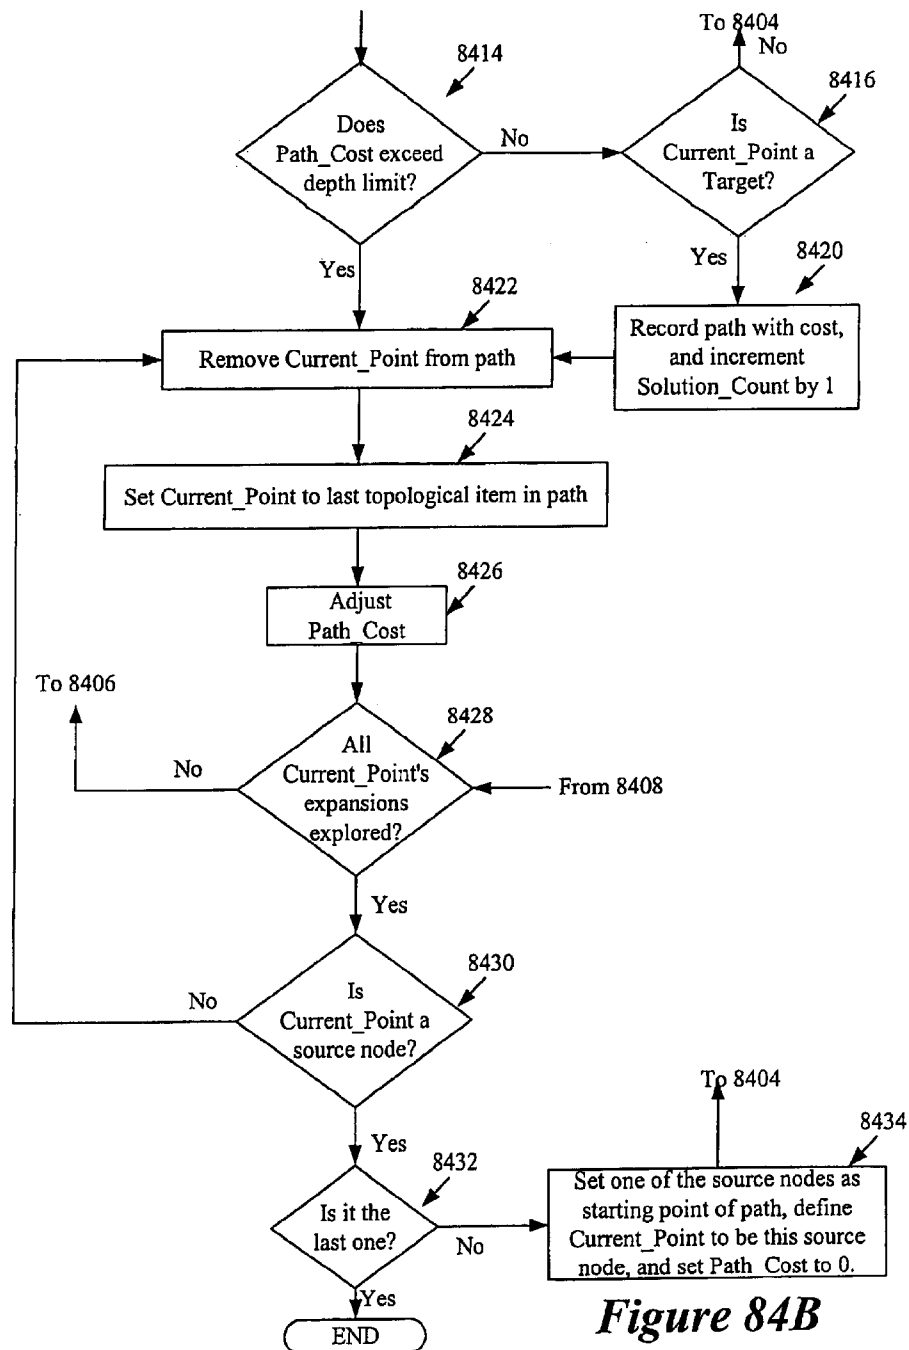 To 8404
No
8414
8416
Does
Path_Cost exceed
depth limit?
No
Is
Current_Point a
Target?
Yes
Yes
8420
8422
Remove Current_Point from path
Record path with cost,
and increment
Solution_Count by 1
8424
Set Current_Point to last topological item in path
8426
Adjust
Path_Cost
To 8406
8428
No
All
Current_Point's
expansions
explored?
From 8408
Yes
8430
No
Is
Current_Point a
source node?
To 8404
Yes
8434
8432
Is it the
last one?
No
Set one of the source nodes as
starting point of path, define
Current_Point to be this source
node, and set Path_Cost to 0.
Yes
END
Figure 84B